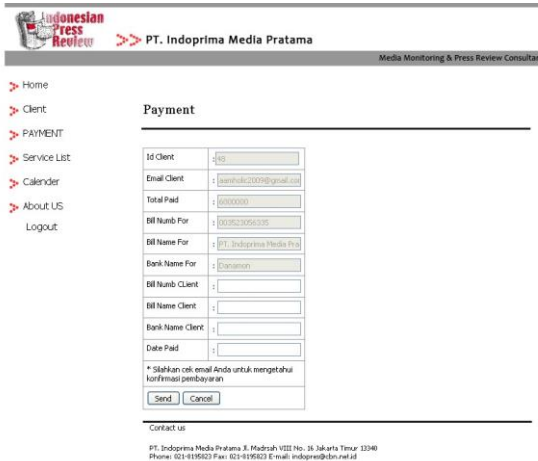 Indonesian
Press
Review
>> PT. Indoprima Media Pratama
Media Monitoring & Press Review Consultan
Home
Client
PAYMENT
Service List
Calender
About US
Logout
Payment
Id Client : 48
Email Client : aamholic2009@gmail.co
Total Paid : 6000000
Bill Numb For : 003523056335
Bill Name For : PT. Indoprima Media Pra
Bank Name For : Danamon
Bill Numb CLient :
Bill Name Client :
Bank Name Client :
Date Paid :
* Silahkan cek email Anda untuk mengetahui
konfirmasi pembayaran
Send Cancel
Contact us
PT. Indoprima Media Pratama Jl. Madrsah VIII No. 16 Jakarta Timur 13340
Phone: 021-8195823 Fax: 021-8195823 E-mail: indopres@cbn.net.id